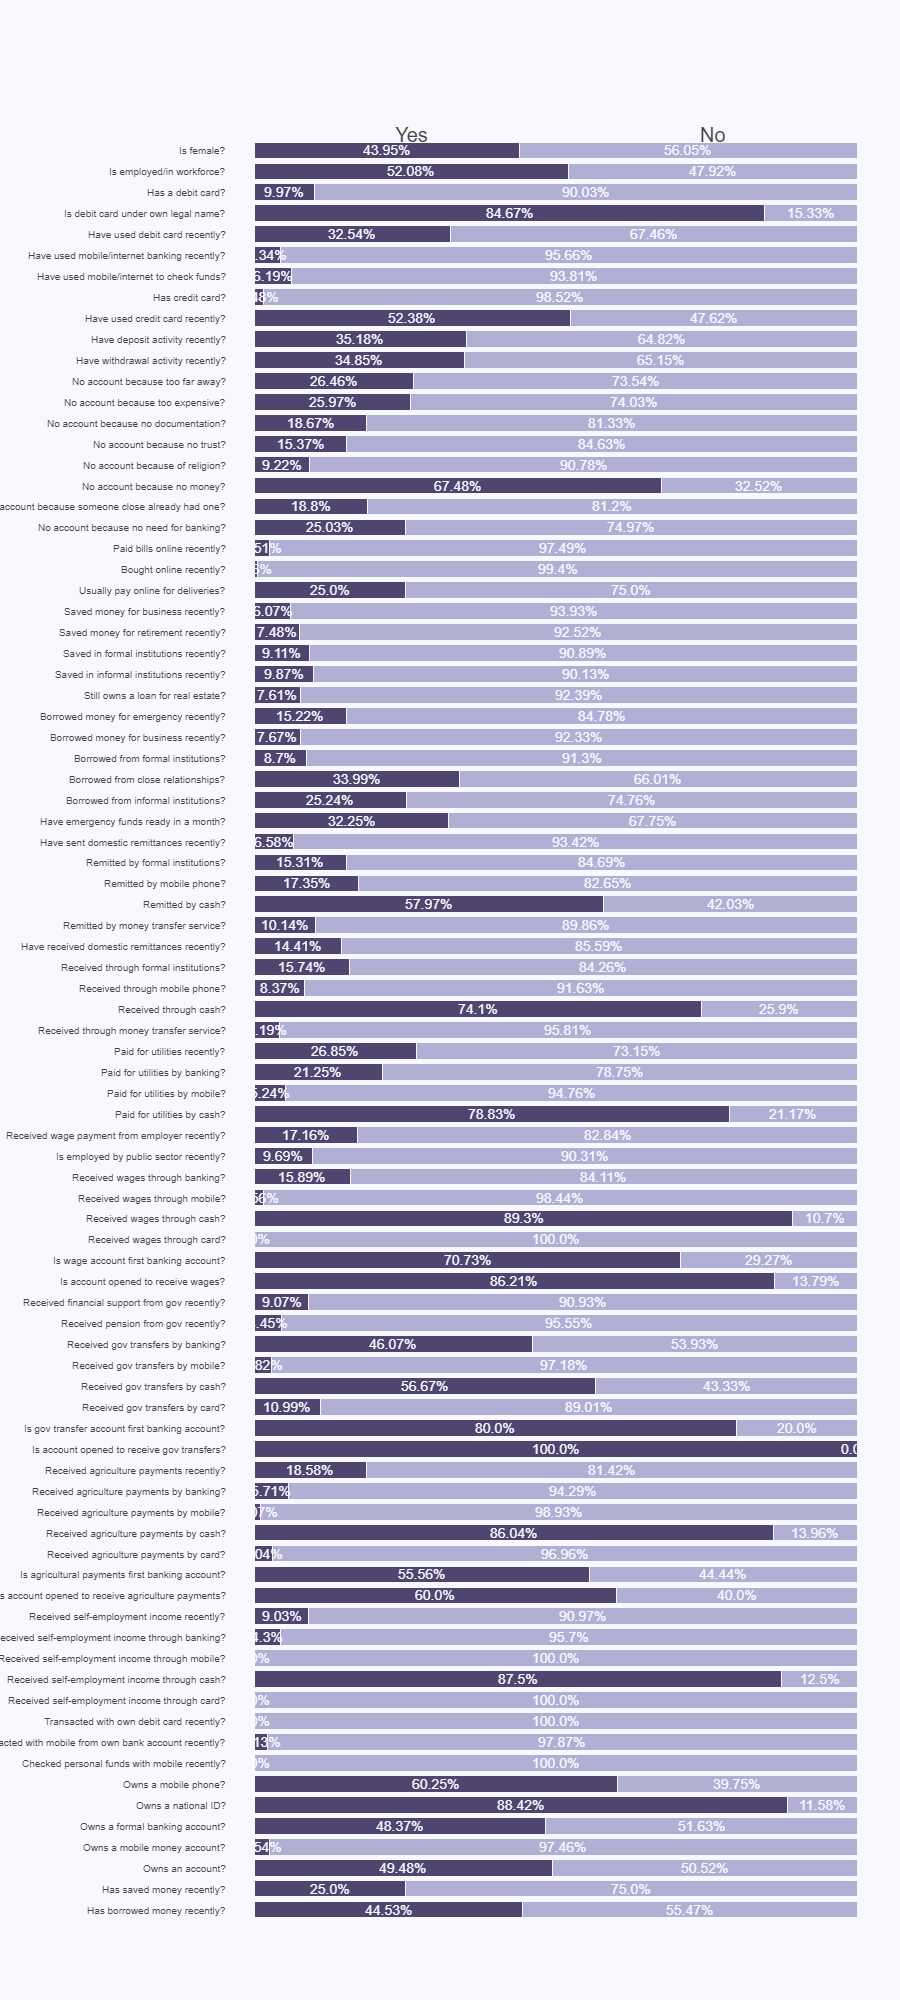 Yes No
Is female? 43.95% 56.05%
Is employed/in workforce? 52.08% 47.92%
Has a debit card? 9.97% 90.03%
Is debit card under own legal name? 84.67% 15.33%
Have used debit card recently? 32.54% 67.46%
Have used mobile/internet banking recently? .34% 95.66%
Have used mobile/internet to check funds? 6.19% 93.81%
Has credit card? 48% 98.52%
Have used credit card recently? 52.38% 47.62%
Have deposit activity recently? 35.18% 64.82%
Have withdrawal activity recently? 34.85% 65.15%
No account because too far away? 26.46% 73.54%
No account because too expensive? 25.97% 74.03%
No account because no documentation? 18.67% 81.33%
No account because no trust? 15.37% 84.63%
No account because of religion? 9.22% 90.78%
No account because no money? 67.48% 32.52%
account because someone close already had one? 18.8% 81.2%
No account because no need for banking? 25.03% 74.97%
Paid bills online recently? 51% 97.49%
Bought online recently? % 99.4%
Usually pay online for deliveries? 25.0% 75.0%
Saved money for business recently? 6.07% 93.93%
Saved money for retirement recently? 7.48% 92.52%
Saved in formal institutions recently? 9.11% 90.89%
Saved in informal institutions recently? 9.87% 90.13%
Still owns a loan for real estate? 7.61% 92.39%
Borrowed money for emergency recently? 15.22% 84.78%
Borrowed money for business recently? 7.67% 92.33%
Borrowed from formal institutions? 8.7% 91.3%
Borrowed from close relationships? 33.99% 66.01%
Borrowed from informal institutions? 25.24% 74.76%
Have emergency funds ready in a month? 32.25% 67.75%
Have sent domestic remittances recently? 6.58% 93.42%
Remitted by formal institutions? 15.31% 84.69%
Remitted by mobile phone? 17.35% 82.65%
Remitted by cash? 57.97% 42.03%
Remitted by money transfer service? 10.14% 89.86%
Have received domestic remittances recently? 14.41% 85.59%
Received through formal institutions? 15.74% 84.26%
Received through mobile phone? 8.37% 91.63%
Received through cash? 74.1% 25.9%
Received through money transfer service? .19% 95.81%
Paid for utilities recently? 26.85% 73.15%
Paid for utilities by banking? 21.25% 78.75%
Paid for utilities by mobile? 5.24% 94.76%
Paid for utilities by cash? 78.83% 21.17%
Received wage payment from employer recently? 17.16% 82.84%
Is employed by public sector recently? 9.69% 90.31%
Received wages through banking? 15.89% 84.11%
Received wages through mobile? 56% 98.44%
Received wages through cash? 89.3% 10.7%
Received wages through card? % 100.0%
Is wage account first banking account? 70.73% 29.27%
Is account opened to receive wages? 86.21% 13.79%
Received financial support from gov recently? 9.07% 90.93%
Received pension from gov recently? .45% 95.55%
Received gov transfers by banking? 46.07% 53.93%
Received gov transfers by mobile? 82% 97.18%
Received gov transfers by cash? 56.67% 43.33%
Received gov transfers by card? 10.99% 89.01%
Is gov transfer account first banking account? 80.0% 20.0%
Is account opened to receive gov transfers? 100.0% 0.0
Received agriculture payments recently? 18.58% 81.42%
Received agriculture payments by banking? 5.71% 94.29%
Received agriculture payments by mobile? 7% 98.93%
Received agriculture payments by cash? 86.04% 13.96%
Received agriculture payments by card? 04% 96.96%
Is agricultural payments first banking account? 55.56% 44.44%
s account opened to receive agriculture payments? 60.0% 40.0%
Received self-employment income recently? 9.03% 90.97%
eceived self-employment income through banking? 4.3% 95.7%
Received self-employment income through mobile? % 100.0%
Received self-employment income through cash? 87.5% 12.5%
Received self-employment income through card? % 100.0%
Transacted with own debit card recently? % 100.0%
acted with mobile from own bank account recently? 13% 97.87%
Checked personal funds with mobile recently? % 100.0%
Owns a mobile phone? 60.25% 39.75%
Owns a national ID? 88.42% 11.58%
Owns a formal banking account? 48.37% 51.63%
Owns a mobile money account? 54% 97.46%
Owns an account? 49.48% 50.52%
Has saved money recently? 25.0% 75.0%
Has borrowed money recently? 44.53% 55.47%